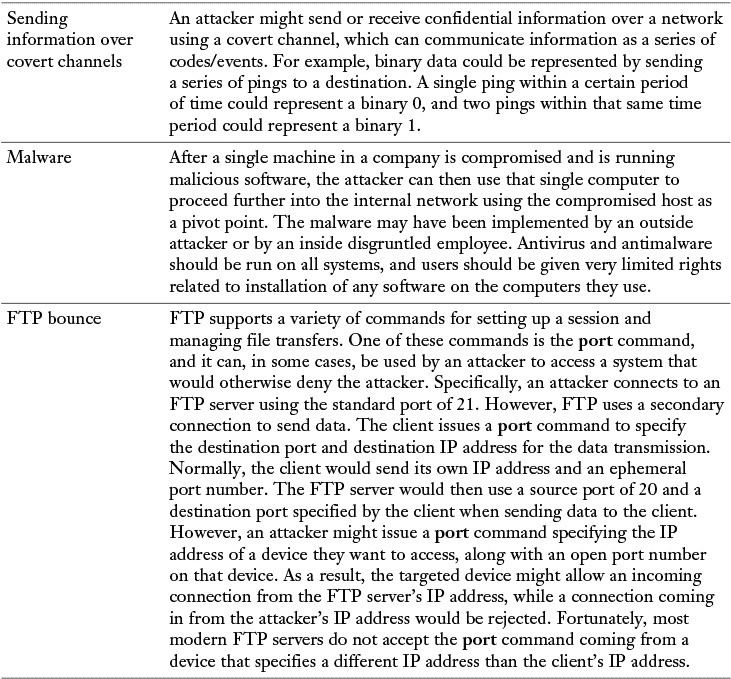 Sending
information over
covert channels
An attacker might send or receive confidential information over a network
using a covert channel, which can communicate information as a series of
codes/events. For example, binary data could be represented by sending
a series of pings to a destination. A single ping within a certain period
of time could represent a binary 0, and two pings within that same time
period could represent a binary 1.
Malware
After a single machine in a company is compromised and is running
malicious software, the attacker can then use that single computer to
proceed further into the internal network using the compromised host as
a pivot point. The malware may have been implemented by an outside
attacker or by an inside disgruntled employee. Antivirus and antimalware
should be run on all systems, and users should be given very limited rights
related to installation of any software on the computers they use.
FTP bounce
FTP supports a variety of commands for setting up a session and
managing file transfers. One of these commands is the port command,
and it can, in some cases, be used by an attacker to access a system that
would otherwise deny the attacker. Specifically, an attacker connects to an
FTP server using the standard port of 21. However, FTP uses a secondary
connection to send data. The client issues a port command to specify
the destination port and destination IP address for the data transmission.
Normally, the client would send its own IP address and an ephemeral
port number. The FTP server would then use a source port of 20 and a
destination port specified by the client when sending data to the client.
However, an attacker might issue a port command specifying the IP
address of a device they want to access, along with an open port number
on that device. As a result, the targeted device might allow an incoming
connection from the FTP server's IP address, while a connection coming
in from the attacker's IP address would be rejected. Fortunately, most
modern FTP servers do not accept the port command coming from a
device that specifies a different IP address than the client's IP address.